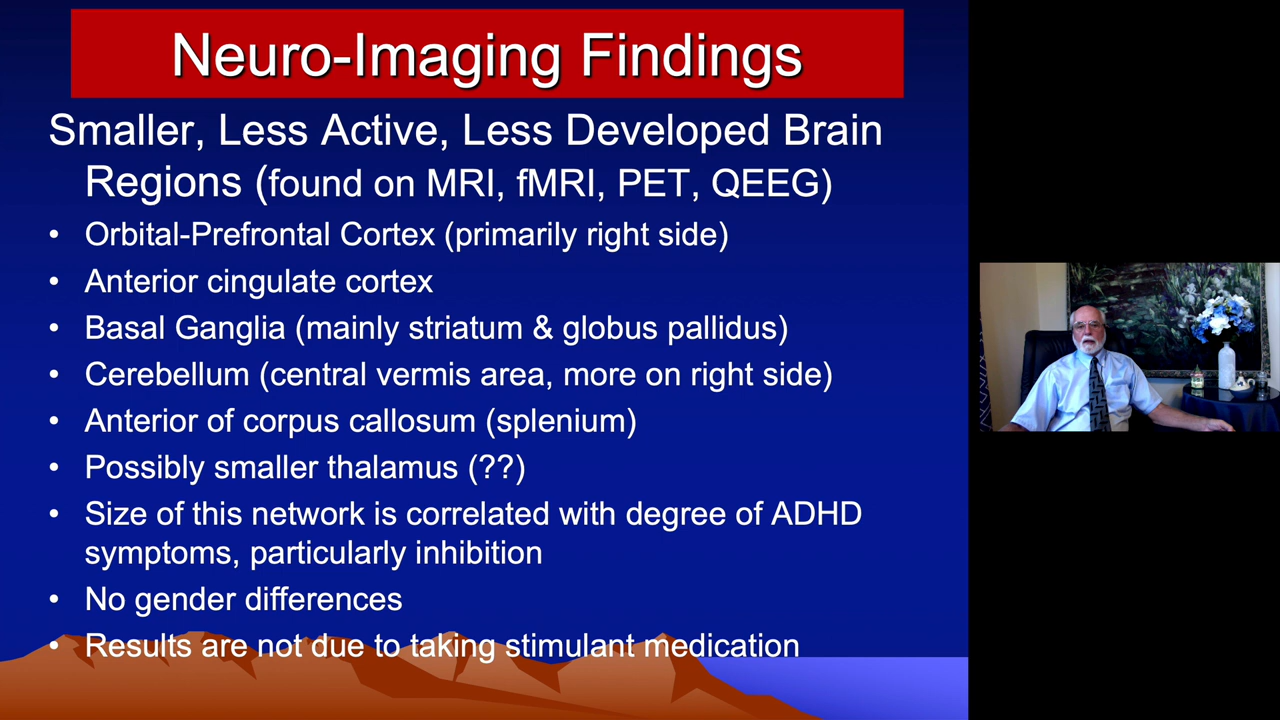 Neuro-Imaging Findings
Smaller, Less Active, Less Developed Brain
Regions (found on MRI, fMRI, PET, QEEG)
• Orbital-Prefrontal Cortex (primarily right side)
• Anterior cingulate cortex
• Basal Ganglia (mainly striatum & globus pallidus)
• Cerebellum (central vermis area, more on right side)
• Anterior of corpus callosum (splenium)
• Possibly smaller thalamus (??)
• Size of this network is correlated with degree of ADHD
symptoms, particularly inhibition
• No gender differences
• Results are not due to taking stimulant medication